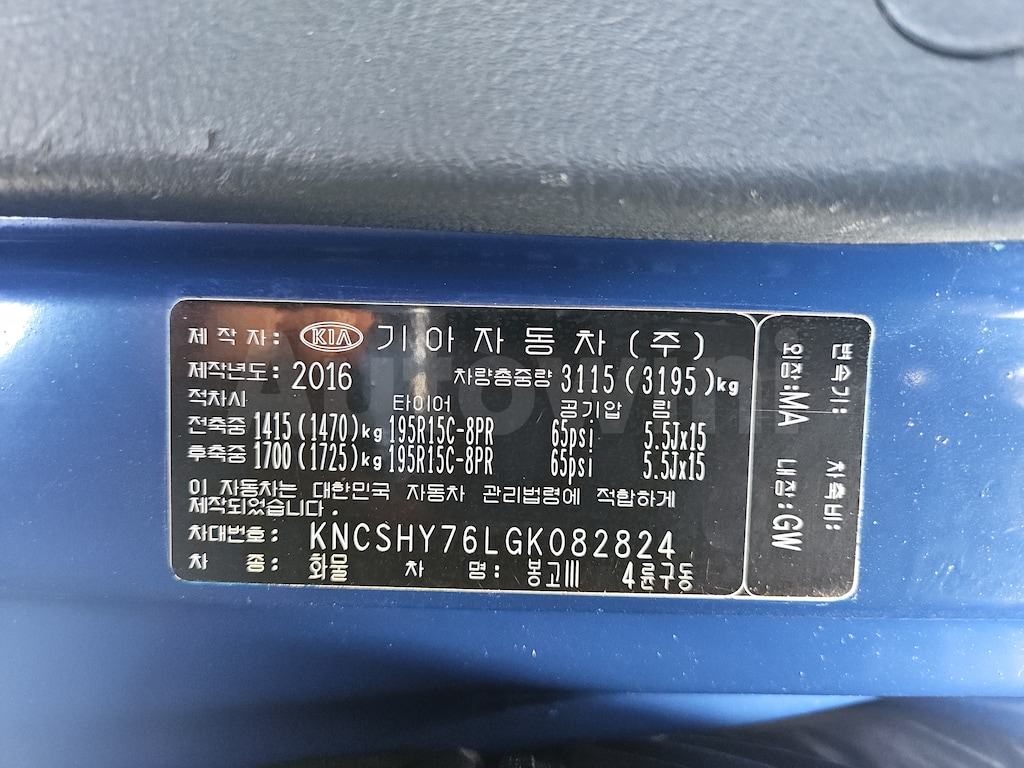 제 작 자: KIA 기아자동차(주)
제작년도: 2016 차량총중량 3115(3195)kg
적차시 타이어 공기압 림
전축중 1415(1470)kg 195R15C-8PR 65psi 5.5Jx15
후축중 1700(1725)kg 195R15C-8PR 65psi 5.5Jx15
이 자동차는 대한민국 자동차 관리법령에 적합하게
제작되었습니다.
차대번호: KNCSHY76LGK082824
차 종: 화물 차 명: 봉고III 4륜구동
변속기: 차축비:
외장:MA 내장:GW
Autowini